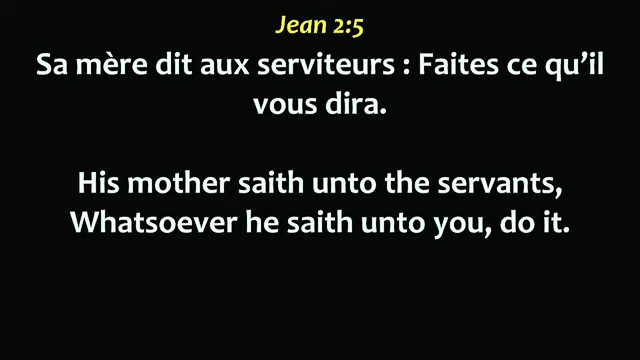 Jean 2:5
Sa mère dit aux serviteurs : Faites ce qu’il
vous dira.
His mother saith unto the servants,
Whatsoever he saith unto you, do it.